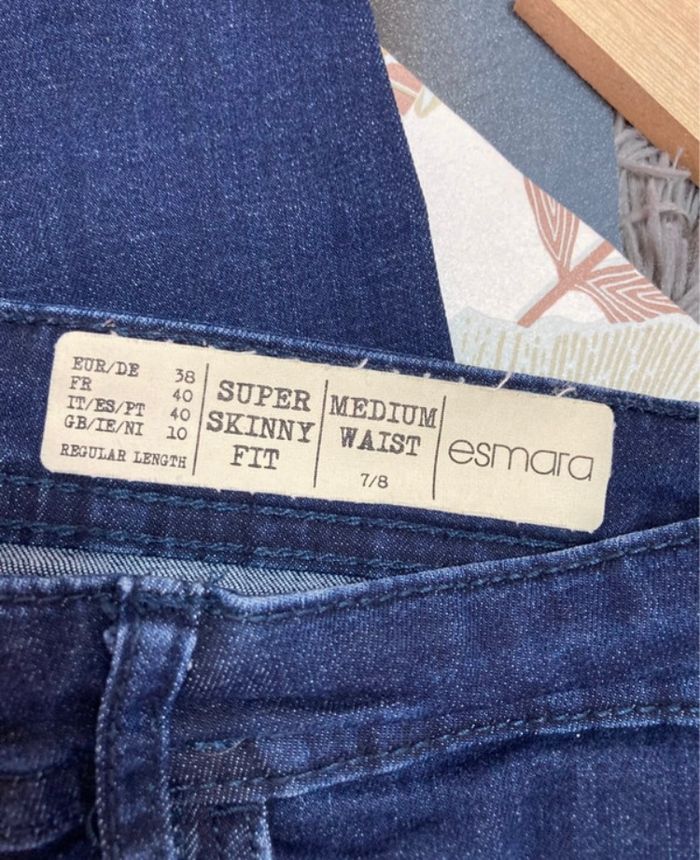 EUR/DE 38
FR 40
IT/ES/PT 40
GB/IE/NI 10
REGULAR LENGTH
SUPER
SKINNY
FIT
MEDIUM
WAIST
7/8
esmara